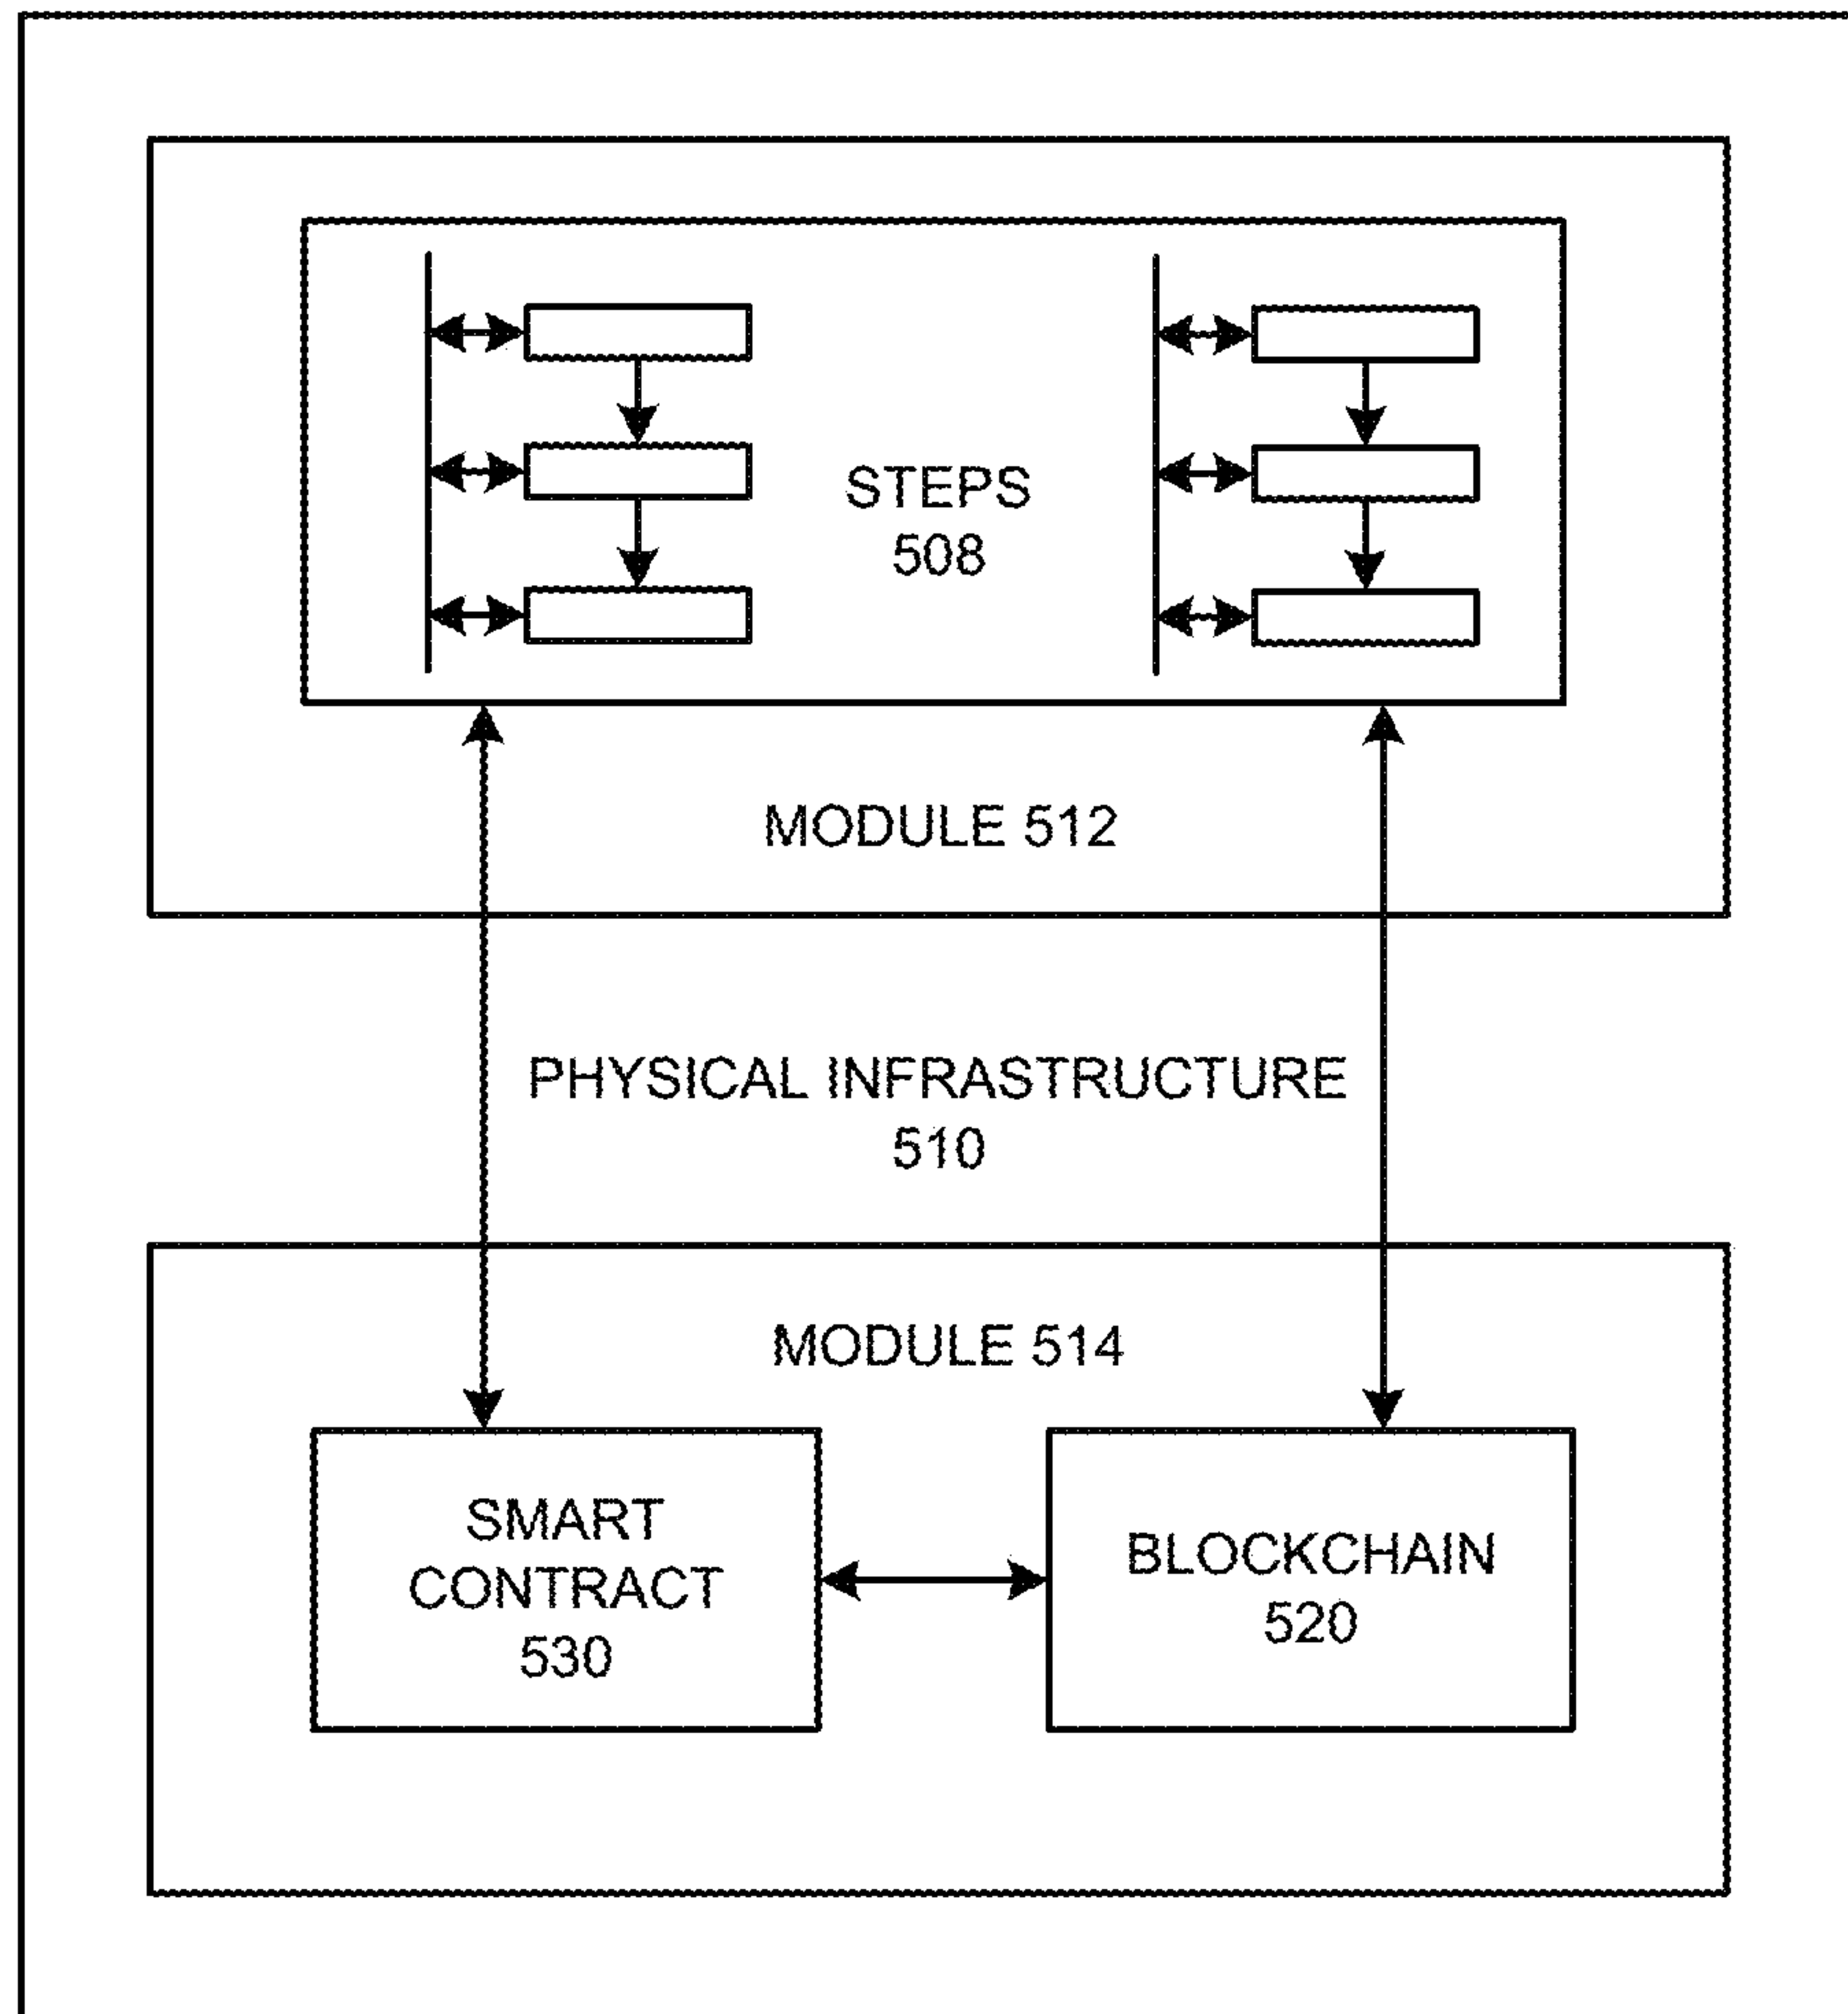 STEPS
508
MODULE 512
PHYSICAL INFRASTRUCTURE
510
MODULE 514
SMART
CONTRACT
530
BLOCKCHAIN
520